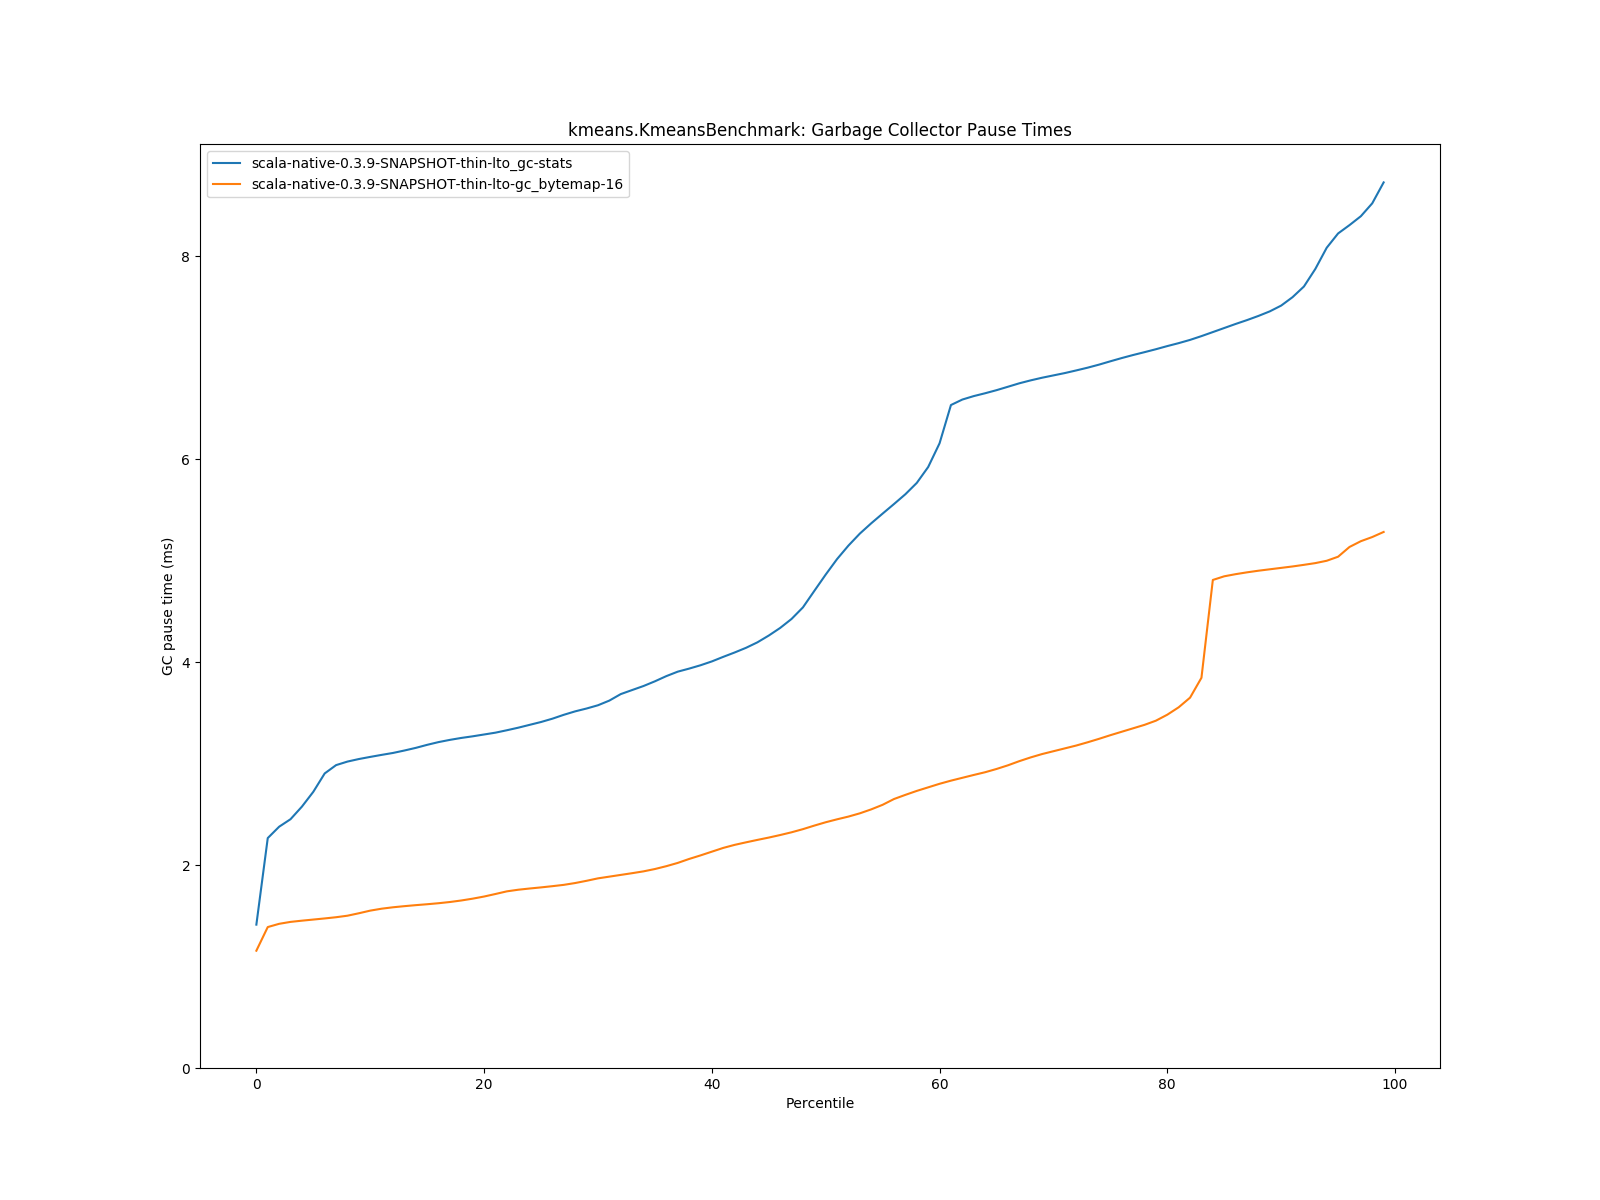 kmeans.KmeansBenchmark: Garbage Collector Pause Times
scala-native-0.3.9-SNAPSHOT-thin-lto_gc-stats
scala-native-0.3.9-SNAPSHOT-thin-lto-gc_bytemap-16
8
6
4
2
0
GC pause time (ms)
0 20 40 60 80 100
Percentile